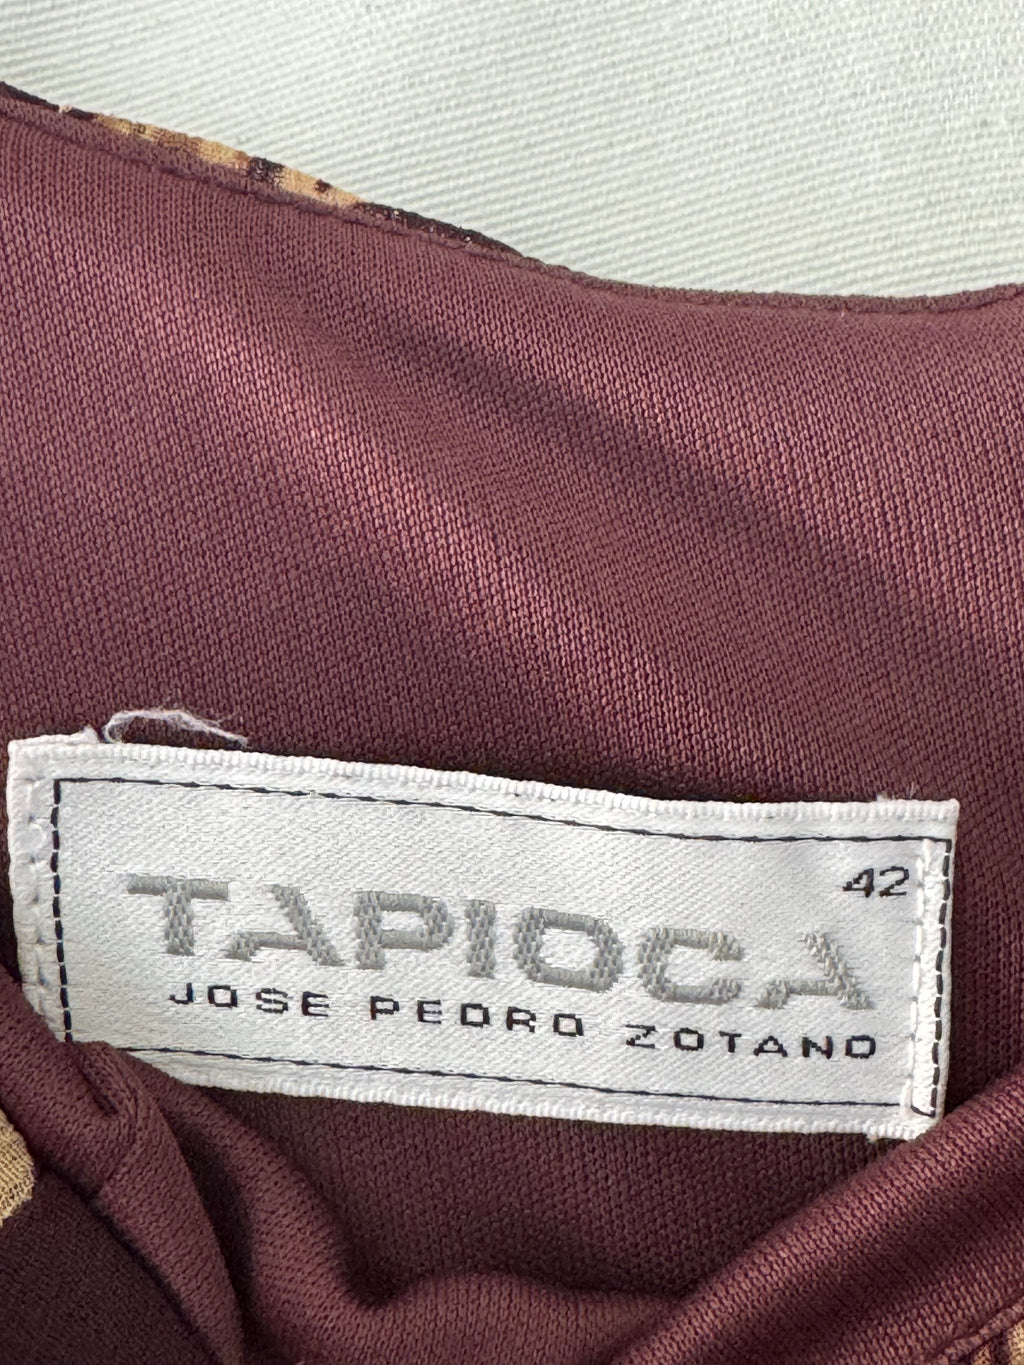 42
TAPIOCA
JOSE PEDRO ZOTANO